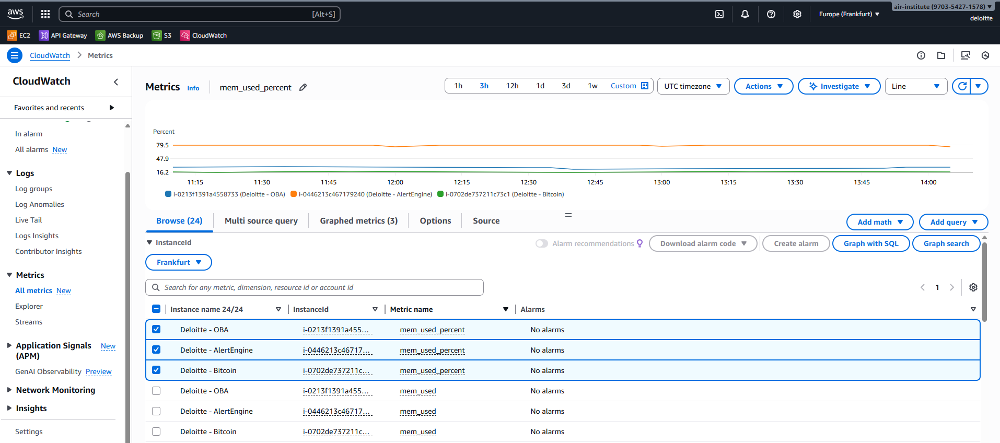 aws
Search
[Alt+S]
Europe (Frankfurt)
air-institute (9703-5427-1578)
deloitte
EC2
API Gateway
AWS Backup
S3
CloudWatch
CloudWatch
Metrics
CloudWatch
Favorites and recents
In alarm
All alarms New
Logs
Log groups
Log Anomalies
Live Tail
Logs Insights
Contributor Insights
Metrics
All metrics New
Explorer
Streams
Application Signals New
(APM)
GenAI Observability Preview
Network Monitoring
Insights
Settings
Metrics Info
mem_used_percent
1h 3h 12h 1d 3d 1w Custom
UTC timezone
Actions
Investigate
Line
Percent
79.5
47.9
16.2
11:15 11:30 11:45 12:00 12:15 12:30 12:45 13:00 13:15 13:30 13:45 14:00
i-0213f1391a4558733 (Deloitte - OBA) i-0446213c467179240 (Deloitte - AlertEngine) i-0702de737211c73c1 (Deloitte - Bitcoin)
Browse (24) Multi source query Graphed metrics (3) Options Source
Add math
Add query
InstanceId
Alarm recommendations
Download alarm code
Create alarm
Graph with SQL
Graph search
Frankfurt
Search for any metric, dimension, resource id or account id
1
Instance name 24/24 InstanceId Metric name Alarms
Deloitte - OBA i-0213f1391a455... mem_used_percent No alarms
Deloitte - AlertEngine i-0446213c46717... mem_used_percent No alarms
Deloitte - Bitcoin i-0702de737211c... mem_used_percent No alarms
Deloitte - OBA i-0213f1391a455... mem_used No alarms
Deloitte - AlertEngine i-0446213c46717... mem_used No alarms
Deloitte - Bitcoin i-0702de737211c... mem_used No alarms